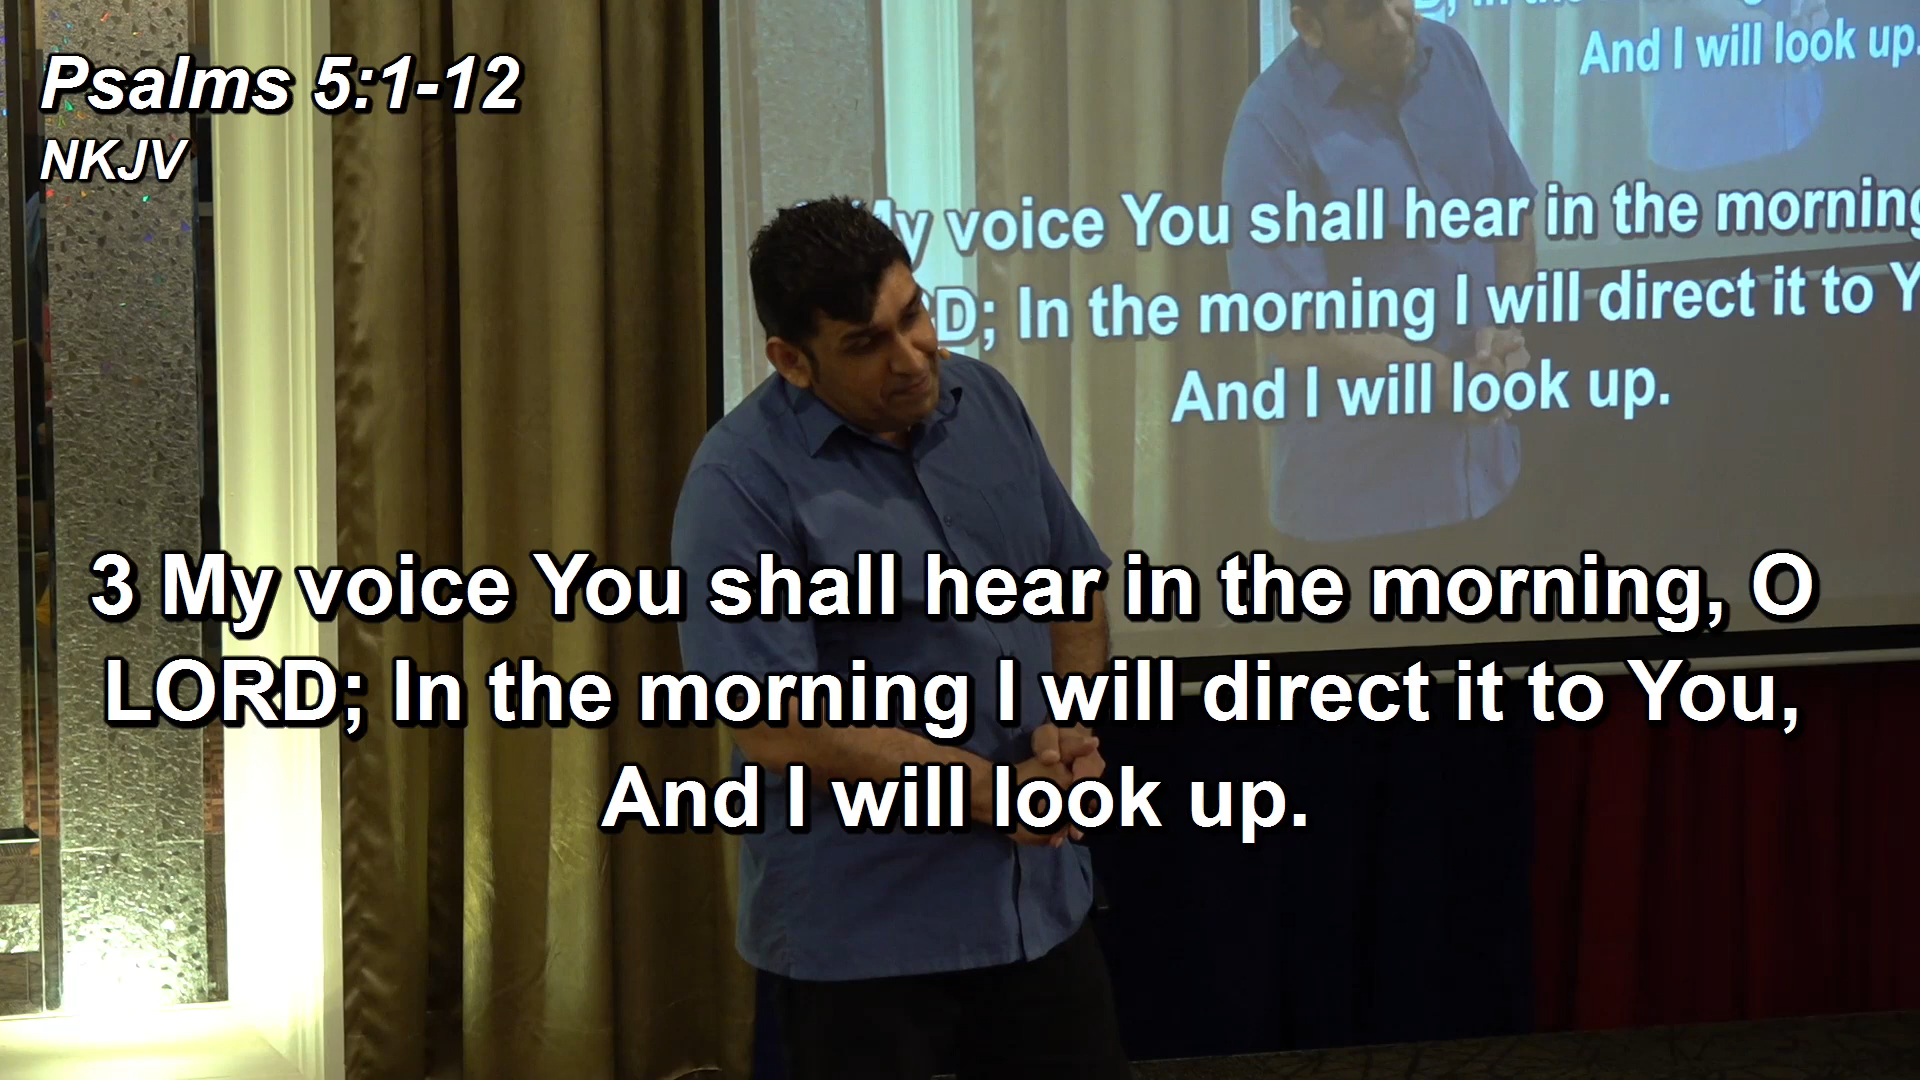 Psalms 5:1-12
NKJV
And I will look up.
voice You shall hear in the morning
In the morning I will direct it to
And I will look up.
3 My voice You shall hear in the morning, O
LORD; In the morning I will direct it to You,
And I will look up.